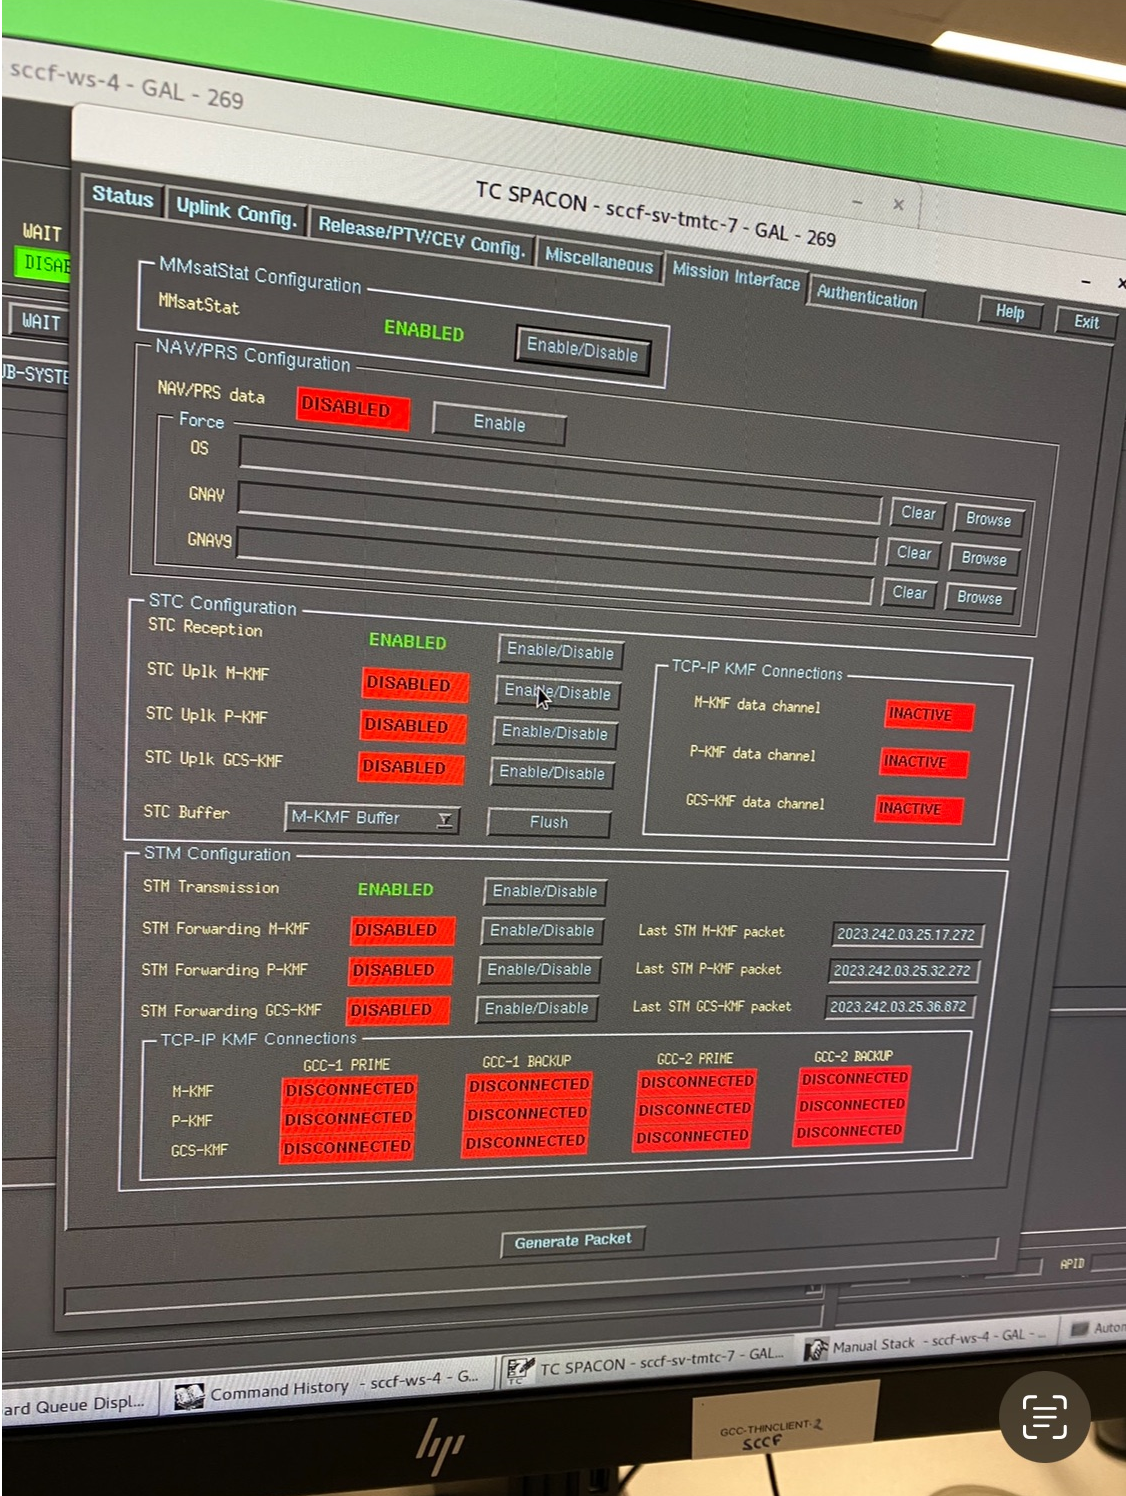 sccf-ws-4 - GAL - 269
TC SPACON - sccf-sv-tmtc-7 - GAL - 269
Status Uplink Config. Release/PTV/CEV Config. Miscellaneous Mission Interface Authentication Help Exit
WAIT
WAIT
MMsatStat Configuration
MMsatStat ENABLED Enable/Disable
NAV/PRS Configuration
NAV/PRS data DISABLED Enable
Force
OS Clear Browse
GNAV Clear Browse
GNAV9 Clear Browse
STC Configuration
STC Reception ENABLED Enable/Disable
STC Uplk M-KMF DISABLED Enable/Disable
STC Uplk P-KMF DISABLED Enable/Disable
STC Uplk GCS-KMF DISABLED Enable/Disable
STC Buffer M-KMF Buffer Flush
TCP-IP KMF Connections
M-KMF data channel INACTIVE
P-KMF data channel INACTIVE
GCS-KMF data channel INACTIVE
STM Configuration
STM Transmission ENABLED Enable/Disable
STM Forwarding M-KMF DISABLED Enable/Disable Last STM M-KMF packet 2023.242.03.25.17.272
STM Forwarding P-KMF DISABLED Enable/Disable Last STM P-KMF packet 2023.242.03.25.32.272
STM Forwarding GCS-KMF DISABLED Enable/Disable Last STM GCS-KMF packet 2023.242.03.25.36.872
TCP-IP KMF Connections
GCC-1 PRIME GCC-1 BACKUP GCC-2 PRIME GCC-2 BACKUP
M-KMF DISCONNECTED DISCONNECTED DISCONNECTED DISCONNECTED
P-KMF DISCONNECTED DISCONNECTED DISCONNECTED DISCONNECTED
GCS-KMF DISCONNECTED DISCONNECTED DISCONNECTED DISCONNECTED
Generate Packet
APID
ard Queue Displ... Command History - sccf-ws-4 - G... TC SPACON - sccf-sv-tmtc-7 - GAL... Manual Stack - sccf-ws-4 - GAL - ... Autom
hp
GCC-THINCLIENT-2
SCCF